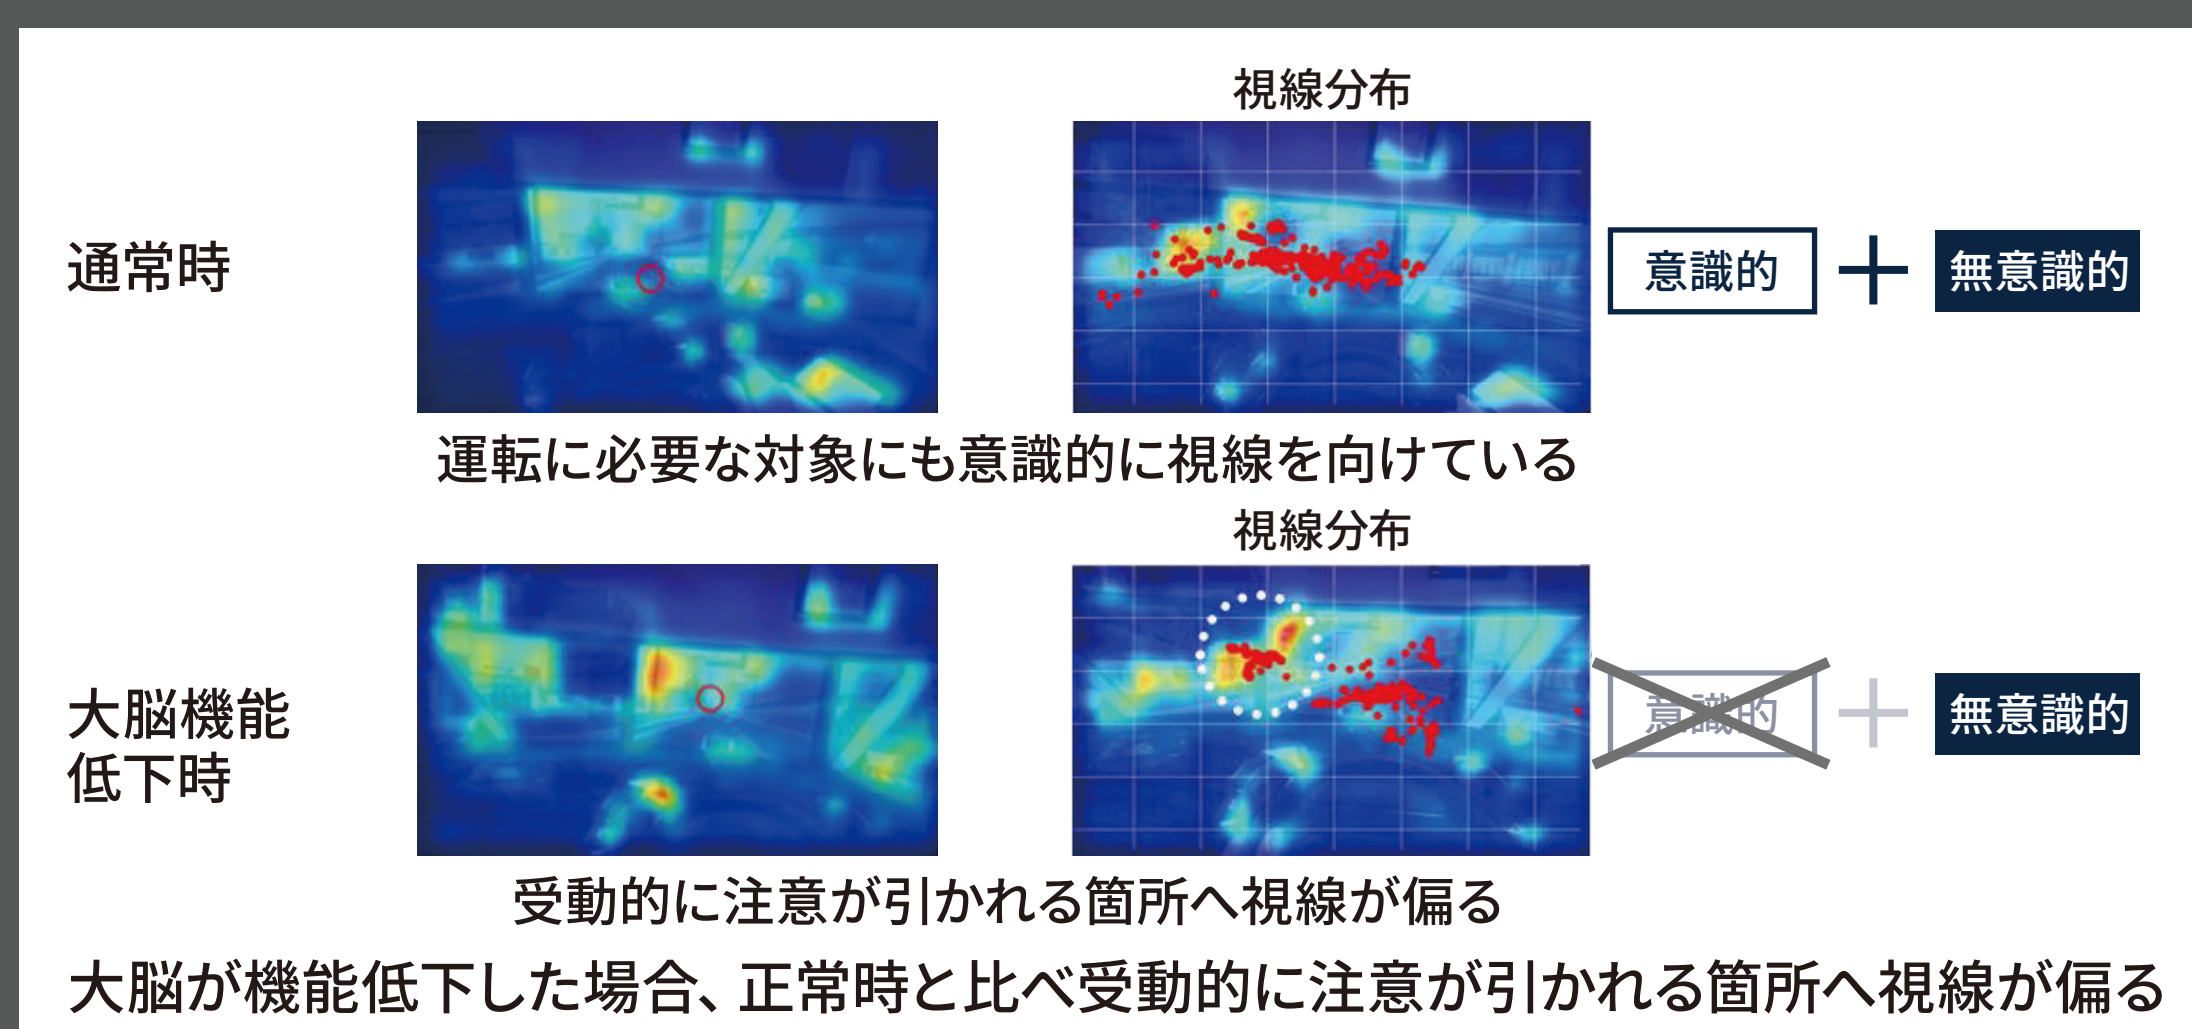 視線分布
通常時
意識的
+
無意識的
運転に必要な対象にも意識的に視線を向けている
視線分布
大脳機能
低下時
意識的
+
無意識的
受動的に注意が引かれる箇所へ視線が偏る
大脳が機能低下した場合、正常時と比べ受動的に注意が引かれる箇所へ視線が偏る